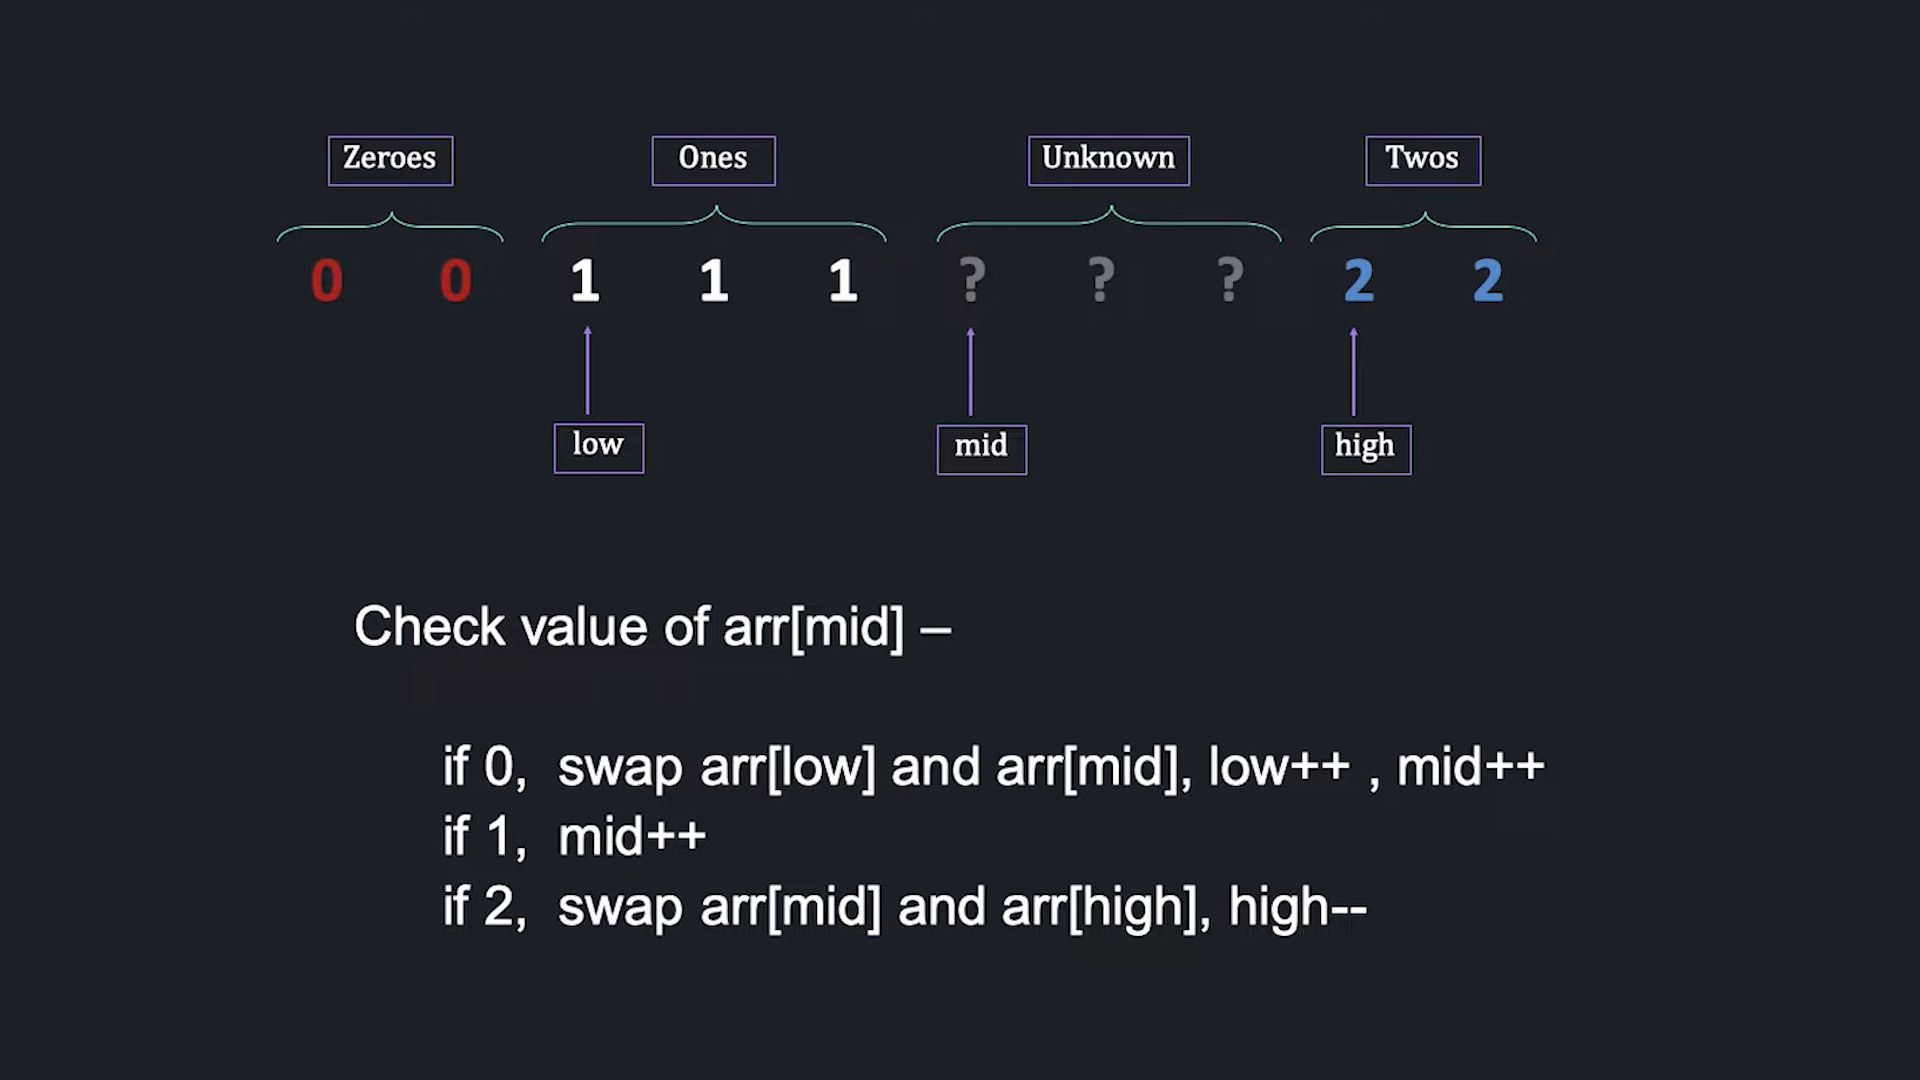 Zeroes Ones Unknown Twos
0 0 1 1 1 ? ? ? 2 2
low mid high
Check value of arr[mid] –
if 0, swap arr[low] and arr[mid], low++ , mid++
if 1, mid++
if 2, swap arr[mid] and arr[high], high--